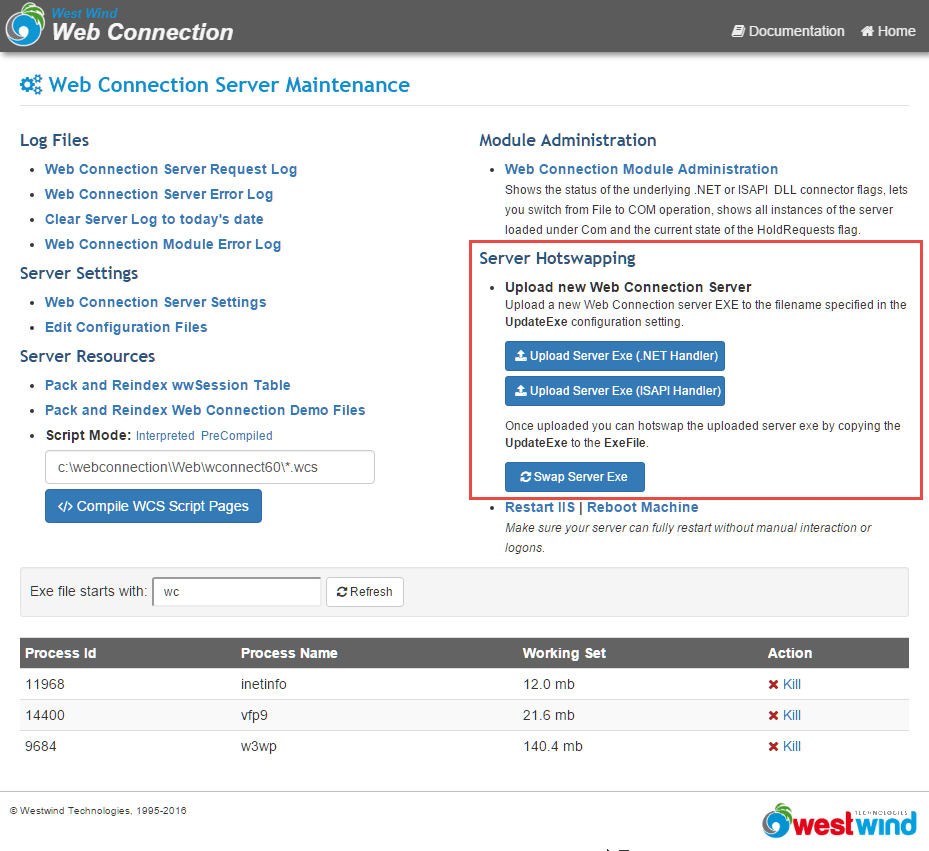 West Wind
Web Connection
Documentation Home
Web Connection Server Maintenance
Log Files
Web Connection Server Request Log
Web Connection Server Error Log
Clear Server Log to today's date
Web Connection Module Error Log
Server Settings
Web Connection Server Settings
Edit Configuration Files
Server Resources
Pack and Reindex wwSession Table
Pack and Reindex Web Connection Demo Files
Script Mode: Interpreted PreCompiled
c:\webconnection\Web\wconnect60\*.wcs
</> Compile WCS Script Pages
Module Administration
Web Connection Module Administration
Shows the status of the underlying .NET or ISAPI DLL connector flags, lets
you switch from File to COM operation, shows all instances of the server
loaded under Com and the current state of the HoldRequests flag.
Server Hotswapping
Upload new Web Connection Server
Upload a new Web Connection server EXE to the filename specified in the
UpdateExe configuration setting.
Upload Server Exe (.NET Handler)
Upload Server Exe (ISAPI Handler)
Once uploaded you can hotswap the uploaded server exe by copying the
UpdateExe to the ExeFile.
Swap Server Exe
Restart IIS | Reboot Machine
Make sure your server can fully restart without manual interaction or
logons.
Exe file starts with: wc Refresh
Process Id Process Name Working Set Action
11968 inetinfo 12.0 mb Kill
14400 vfp9 21.6 mb Kill
9684 w3wp 140.4 mb Kill
© Westwind Technologies, 1995-2016
TECHNOLOGIES
westwind